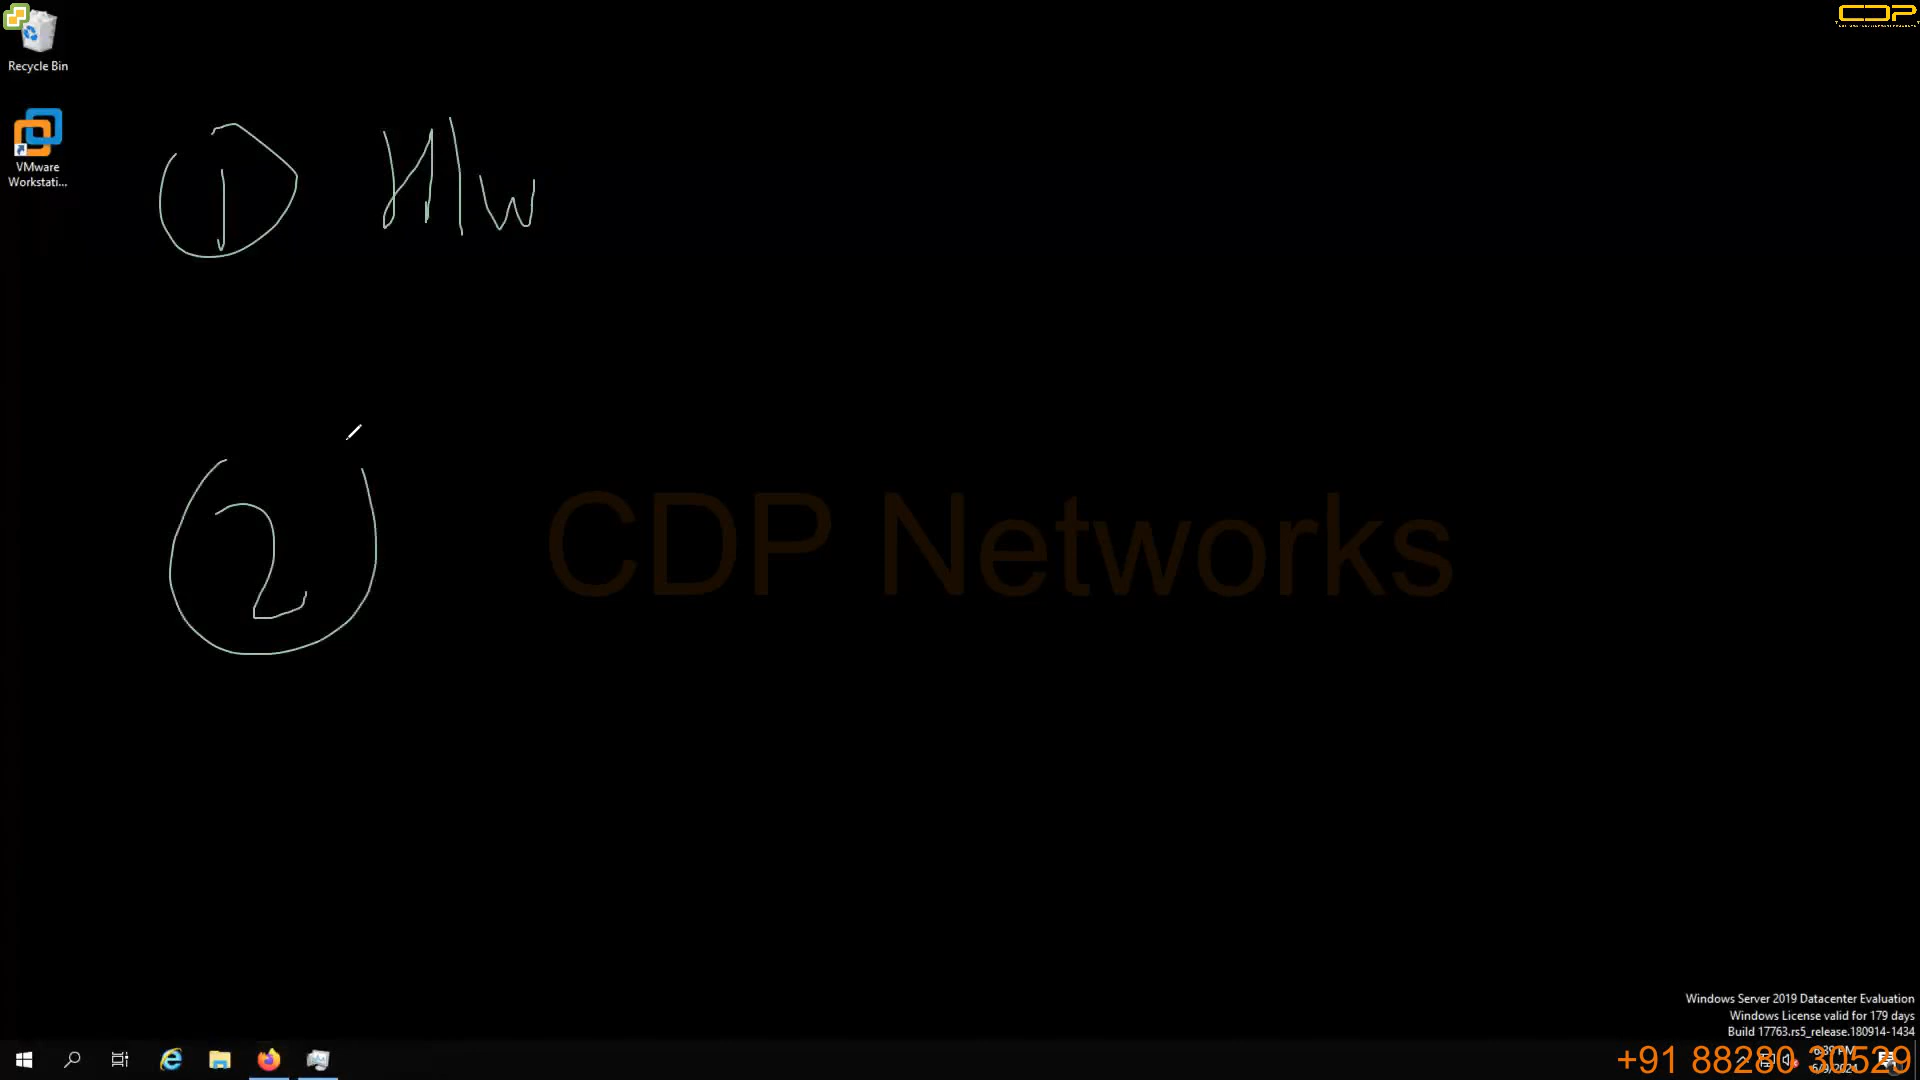 CDP
Recycle Bin
VMware
Workstati...
1 H/w
2
CDP Networks
Windows Server 2019 Datacenter Evaluation
Windows License valid for 179 days
Build 17763.rs5_release.180914-1434
+91 88280 30529